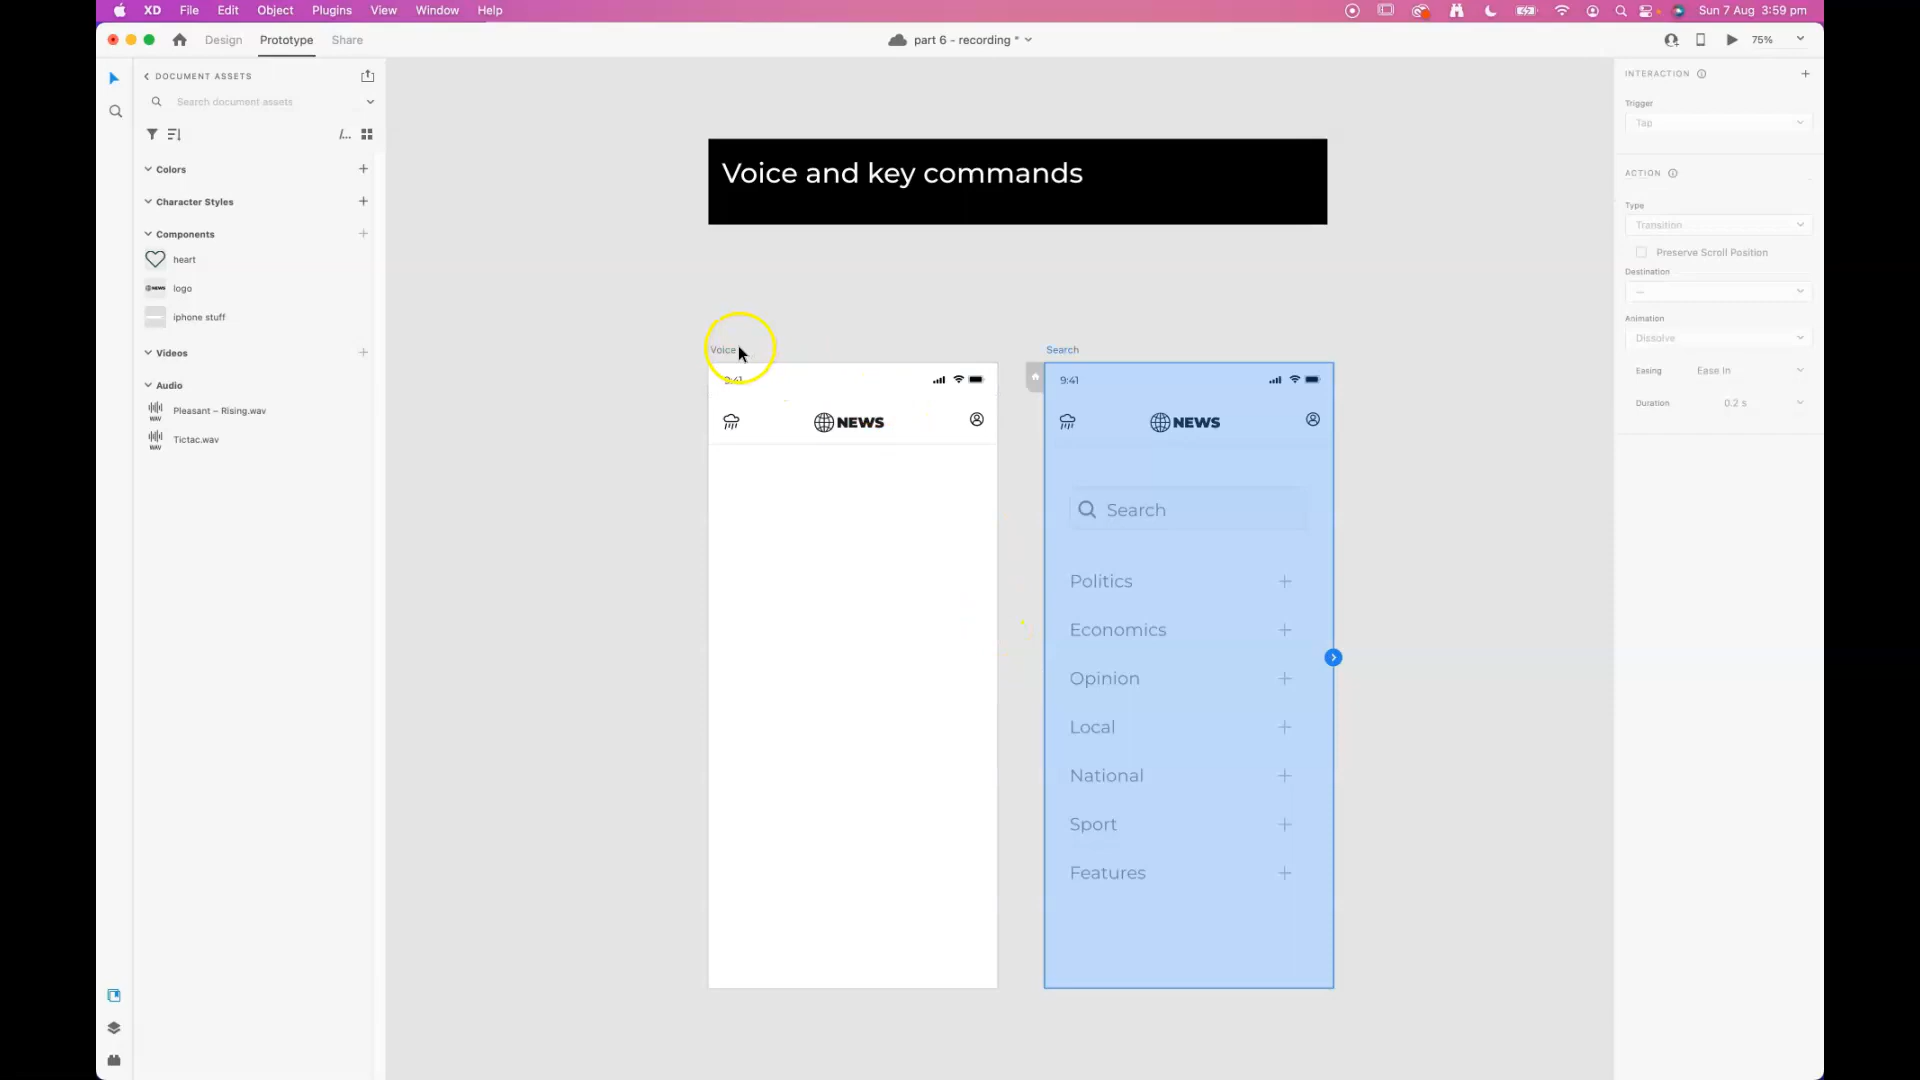 XD File Edit Object Plugins View Window Help Sun 7 Aug 3:59 pm
Design Prototype Share part 6 - recording * 75%
DOCUMENT ASSETS
Search document assets
Colors
Character Styles
Components
heart
logo
iphone stuff
Videos
Audio
Pleasant – Rising.wav
Tictac.wav
Voice and key commands
Voice
9:41
NEWS
Search
9:41
NEWS
Search
Politics
Economics
Opinion
Local
National
Sport
Features
INTERACTION
Trigger
Tap
ACTION
Type
Transition
Preserve Scroll Position
Destination
Animation
Dissolve
Easing Ease In
Duration 0.2 s